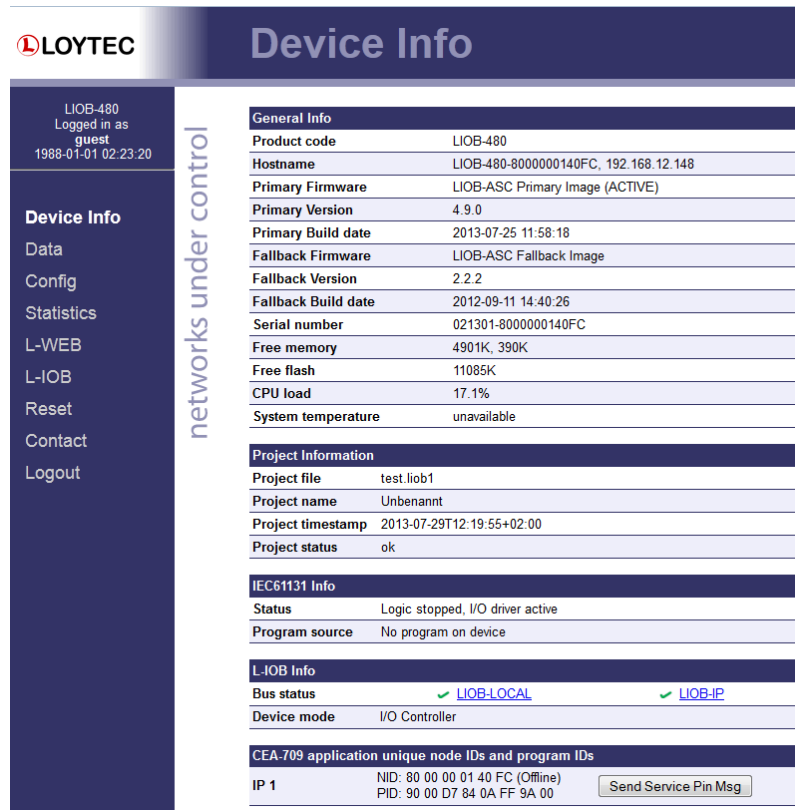 LOYTEC
Device Info
LIOB-480
Logged in as
guest
1988-01-01 02:23:20
Device Info
Data
Config
Statistics
L-WEB
L-IOB
Reset
Contact
Logout
networks under control
General Info
Product code LIOB-480
Hostname LIOB-480-8000000140FC, 192.168.12.148
Primary Firmware LIOB-ASC Primary Image (ACTIVE)
Primary Version 4.9.0
Primary Build date 2013-07-25 11:58:18
Fallback Firmware LIOB-ASC Fallback Image
Fallback Version 2.2.2
Fallback Build date 2012-09-11 14:40:26
Serial number 021301-8000000140FC
Free memory 4901K, 390K
Free flash 11085K
CPU load 17.1%
System temperature unavailable
Project Information
Project file test.liob1
Project name Unbenannt
Project timestamp 2013-07-29T12:19:55+02:00
Project status ok
IEC61131 Info
Status Logic stopped, I/O driver active
Program source No program on device
L-IOB Info
Bus status LIOB-LOCAL LIOB-IP
Device mode I/O Controller
CEA-709 application unique node IDs and program IDs
IP 1 NID: 80 00 00 01 40 FC (Offline)
PID: 90 00 D7 84 0A FF 9A 00
Send Service Pin Msg